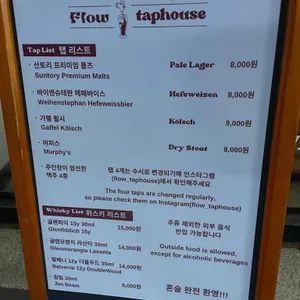 Flow taphouse
Tap List 탭 리스트
· 산토리 프리미엄 몰츠 Pale Lager 8,000원
Suntory Premium Malts
· 바이엔슈테판 헤페바이스 Hefeweizen 8,000원
Weihenstephan Hefeweissbier
· 가펠 쾰시 Kölsch 9,000원
Gaffel Kölsch
· 머피스 Dry Stout 8,000원
Murphy's
· 주인장이 엄선한
맥주 4종
탭 4개는 수시로 변경되기에 인스타그램
(flow_taphouse)에서 확인해주세요
The four taps are changed regularly,
so please check them on Instagram(flow_taphouse)
Whisky List 위스키 리스트
· 글렌피딕 15y 30ml 15,000원
Glenfiddich 15y
· 글렌모렌지 라산타 30ml 14,000원
Glenmorangie Lasanta
· 발베니 12y 더블우드 35ml 14,000원
Balvenie 12y DoubleWood
· 짐빔 30ml 6,000원
Jim Beam
주류 제외한 외부 음식
반입 가능합니다
Outside food is allowed,
except for alcoholic beverages
혼술 완전 환영!!!